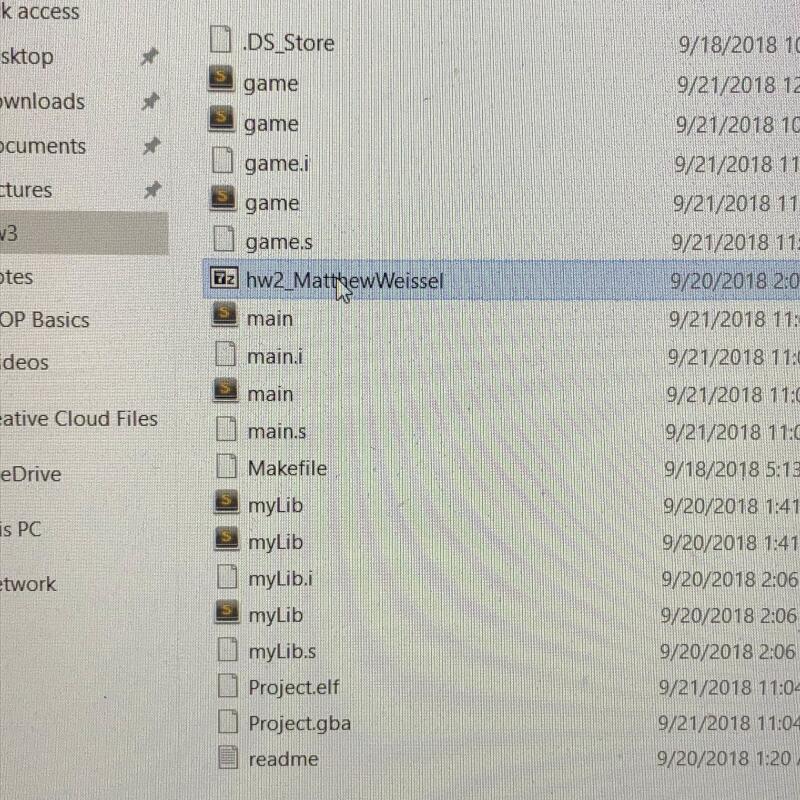 k access
sktop
ownloads
ocuments
ctures
w3
otes
OP Basics
ideos
eative Cloud Files
eDrive
is PC
etwork
.DS_Store 9/18/2018 10
game 9/21/2018 12
game 9/21/2018 10
game.i 9/21/2018 11
game 9/21/2018 11
game.s 9/21/2018 11:
hw2_MatthewWeissel 9/20/2018 2:0
main 9/21/2018 11:
main.i 9/21/2018 11:0
main 9/21/2018 11:0
main.s 9/21/2018 11:0
Makefile 9/18/2018 5:13
myLib 9/20/2018 1:41
myLib 9/20/2018 1:41
myLib.i 9/20/2018 2:06
myLib 9/20/2018 2:06
myLib.s 9/20/2018 2:06
Project.elf 9/21/2018 11:04
Project.gba 9/21/2018 11:04
readme 9/20/2018 1:20